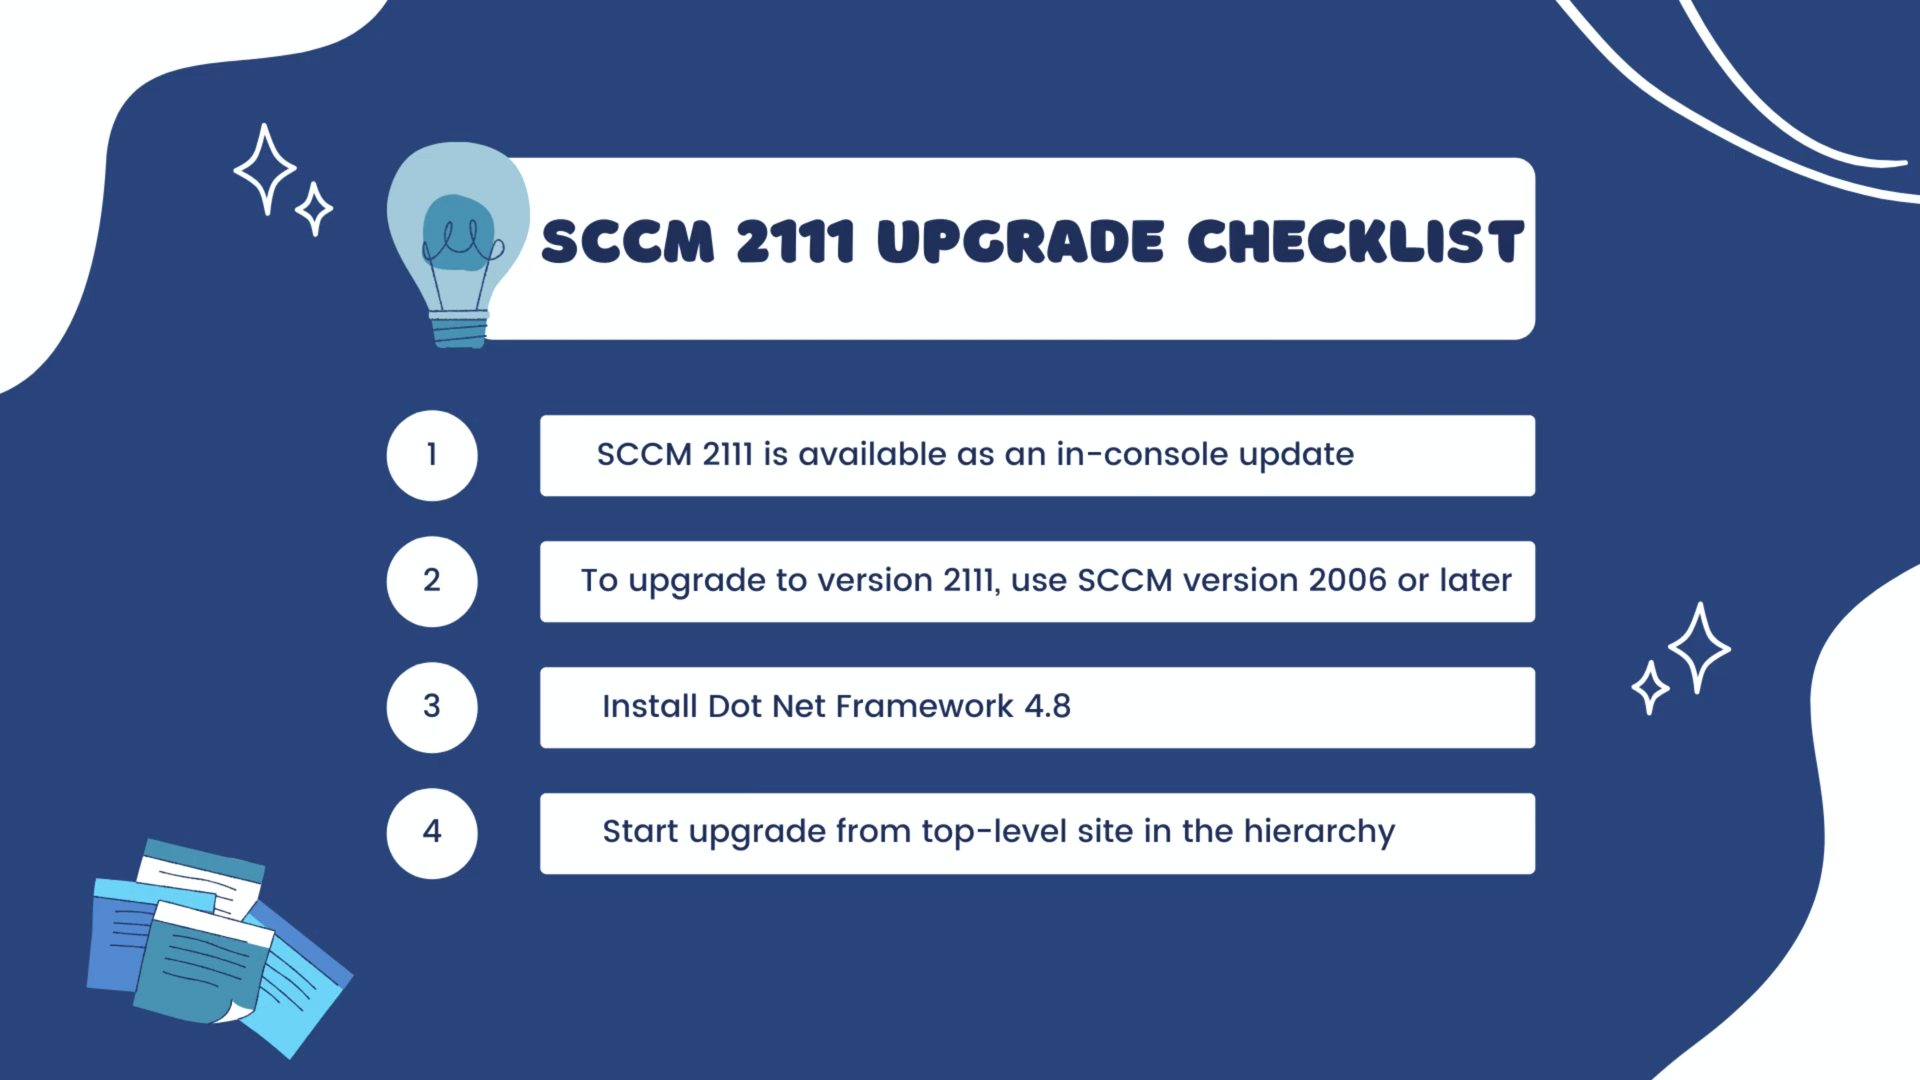 SCCM 2111 UPGRADE CHECKLIST
1
SCCM 2111 is available as an in-console update
2
To upgrade to version 2111, use SCCM version 2006 or later
3
Install Dot Net Framework 4.8
4
Start upgrade from top-level site in the hierarchy